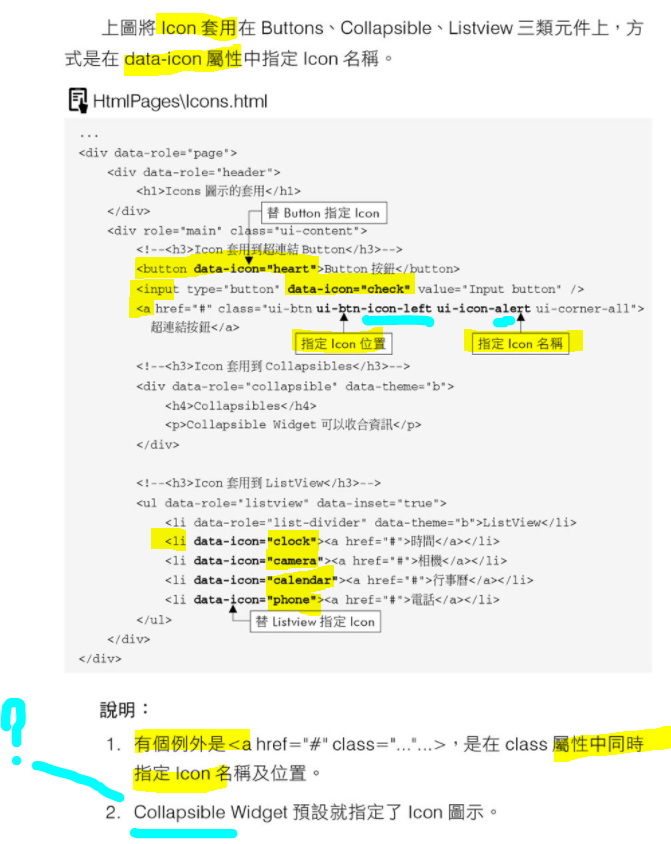 上圖將 Icon 套用在 Buttons、Collapsible、Listview 三類元件上，方
式是在 data-icon 屬性中指定 Icon 名稱。
HtmlPages\Icons.html
...
<div data-role="page">
<div data-role="header">
<h1>Icons 圖示的套用</h1>
</div>
替 Button 指定 Icon
<div role="main" class="ui-content">
<!--<h3>Icon 套用到超連結 Button</h3>-->
<button data-icon="heart">Button 按鈕</button>
<input type="button" data-icon="check" value="Input button" />
<a href="#" class="ui-btn ui-btn-icon-left ui-icon-alert ui-corner-all">
超連結按鈕</a>
指定 Icon 位置
指定 Icon 名稱
<!--<h3>Icon 套用到 Collapsibles</h3>-->
<div data-role="collapsible" data-theme="b">
<h4>Collapsibles</h4>
<p>Collapsible Widget 可以收合資訊</p>
</div>
<!--<h3>Icon 套用到 ListView</h3>-->
<ul data-role="listview" data-inset="true">
<li data-role="list-divider" data-theme="b">ListView</li>
<li data-icon="clock"><a href="#">時間</a></li>
<li data-icon="camera"><a href="#">相機</a></li>
<li data-icon="calendar"><a href="#">行事曆</a></li>
<li data-icon="phone"><a href="#">電話</a></li>
</ul>
替 Listview 指定 Icon
</div>
</div>
說明：
1. 有個例外是<a href="#" class="..."...>，是在 class 屬性中同時
指定 Icon 名稱及位置。
?
2. Collapsible Widget 預設就指定了 Icon 圖示。